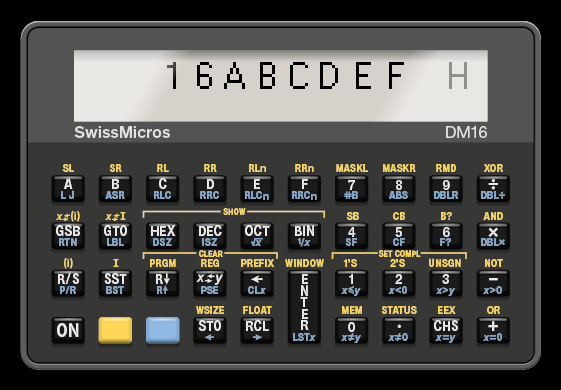 16ABCDEF H
SwissMicros DM16
SL SR RL RR RLn RRn MASKL MASKR RMD XOR
A B C D E F 7 8 9 ÷
L J ASR RLC RRC RLCn RRCn #B ABS DBLR DBL÷
x⇄(i) x⇄I SHOW SB CB B? AND
GSB GTO HEX DEC OCT BIN 4 5 6 ×
RTN LBL DSZ ISZ √x 1/x SF CF F? DBL×
CLEAR SET COMPL
(i) I PRGM REG PREFIX WINDOW 1'S 2'S UNSGN NOT
R/S SST R↓ x⇄y ← ENTER 1 2 3 −
P/R BST R↑ PSE CLx x≤y x<0 x>y x>0
WSIZE FLOAT MEM STATUS EEX OR
ON STO RCL 0 · CHS +
← → LSTx x≠y x≠0 x=y x=0